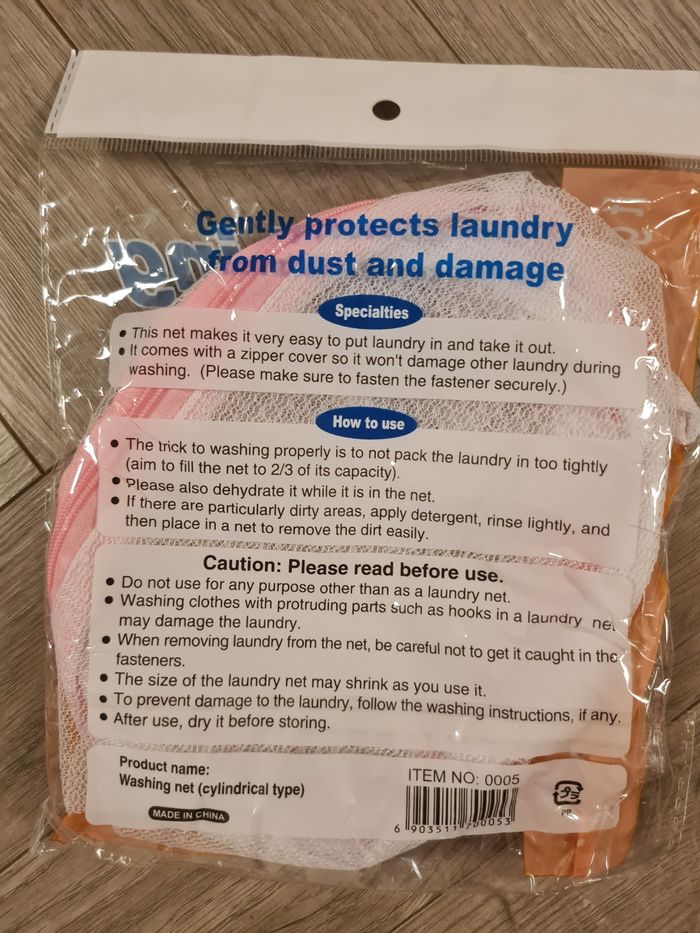 Gently protects laundry
from dust and damage
Specialties
• This net makes it very easy to put laundry in and take it out.
• It comes with a zipper cover so it won't damage other laundry during
washing. (Please make sure to fasten the fastener securely.)
How to use
• The trick to washing properly is to not pack the laundry in too tightly
(aim to fill the net to 2/3 of its capacity).
• Please also dehydrate it while it is in the net.
• If there are particularly dirty areas, apply detergent, rinse lightly, and
then place in a net to remove the dirt easily.
Caution: Please read before use.
• Do not use for any purpose other than as a laundry net.
• Washing clothes with protruding parts such as hooks in a laundry net
may damage the laundry.
• When removing laundry from the net, be careful not to get it caught in the
fasteners.
• The size of the laundry net may shrink as you use it.
• To prevent damage to the laundry, follow the washing instructions, if any.
• After use, dry it before storing.
Product name:
Washing net (cylindrical type)
MADE IN CHINA
ITEM NO: 0005
6 903511 700053
PP